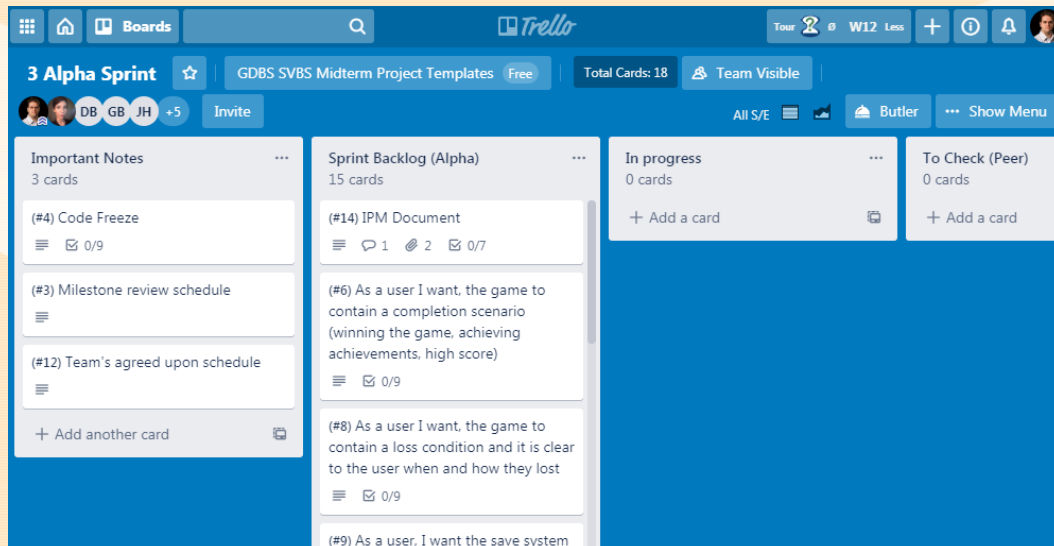 Boards
Trello
Tour Ø W12 Less
3 Alpha Sprint
GDBS SVBS Midterm Project Templates Free
Total Cards: 18
Team Visible
DB GB JH +5
Invite
All S/E
Butler
Show Menu
Important Notes
3 cards
(#4) Code Freeze
0/9
(#3) Milestone review schedule
(#12) Team's agreed upon schedule
+ Add another card
Sprint Backlog (Alpha)
15 cards
(#14) IPM Document
1 2 0/7
(#6) As a user I want, the game to
contain a completion scenario
(winning the game, achieving
achievements, high score)
0/9
(#8) As a user I want, the game to
contain a loss condition and it is clear
to the user when and how they lost
0/9
(#9) As a user, I want the save system
In progress
0 cards
+ Add a card
To Check (Peer)
0 cards
+ Add a card